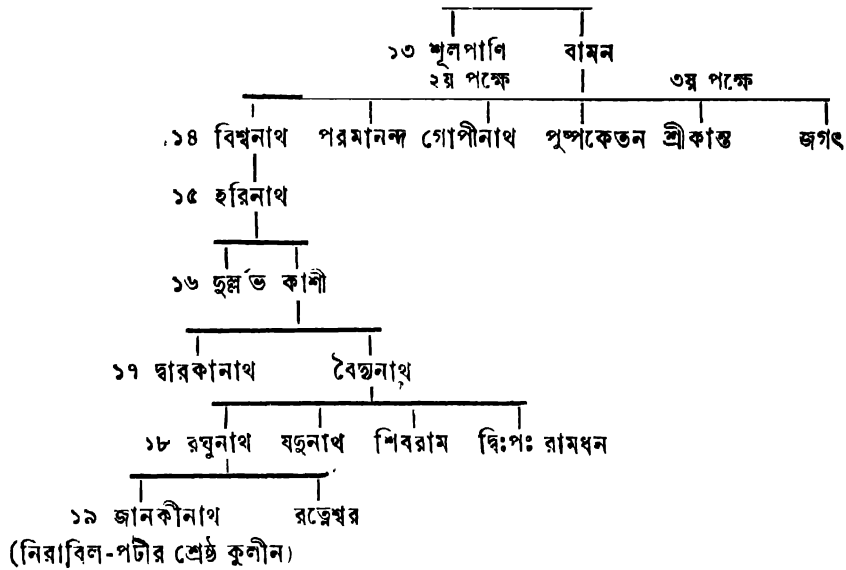 ১৩ শূলপাণি বামন
২য় পক্ষে ৩য় পক্ষে
১৪ বিশ্বনাথ পরমানন্দ গোপীনাথ পুষ্পকেতন শ্রীকান্ত জগৎ
১৫ হরিনাথ
১৬ দুর্ল্লভ কাশী
১৭ দ্বারকানাথ বৈদ্যনাথ
১৮ রঘুনাথ যদুনাথ শিবরাম দ্বিঃপঃ রামধন
১৯ জানকীনাথ রত্নেশ্বর
(নিরাবিল-পটীর শ্রেষ্ঠ কুলীন)